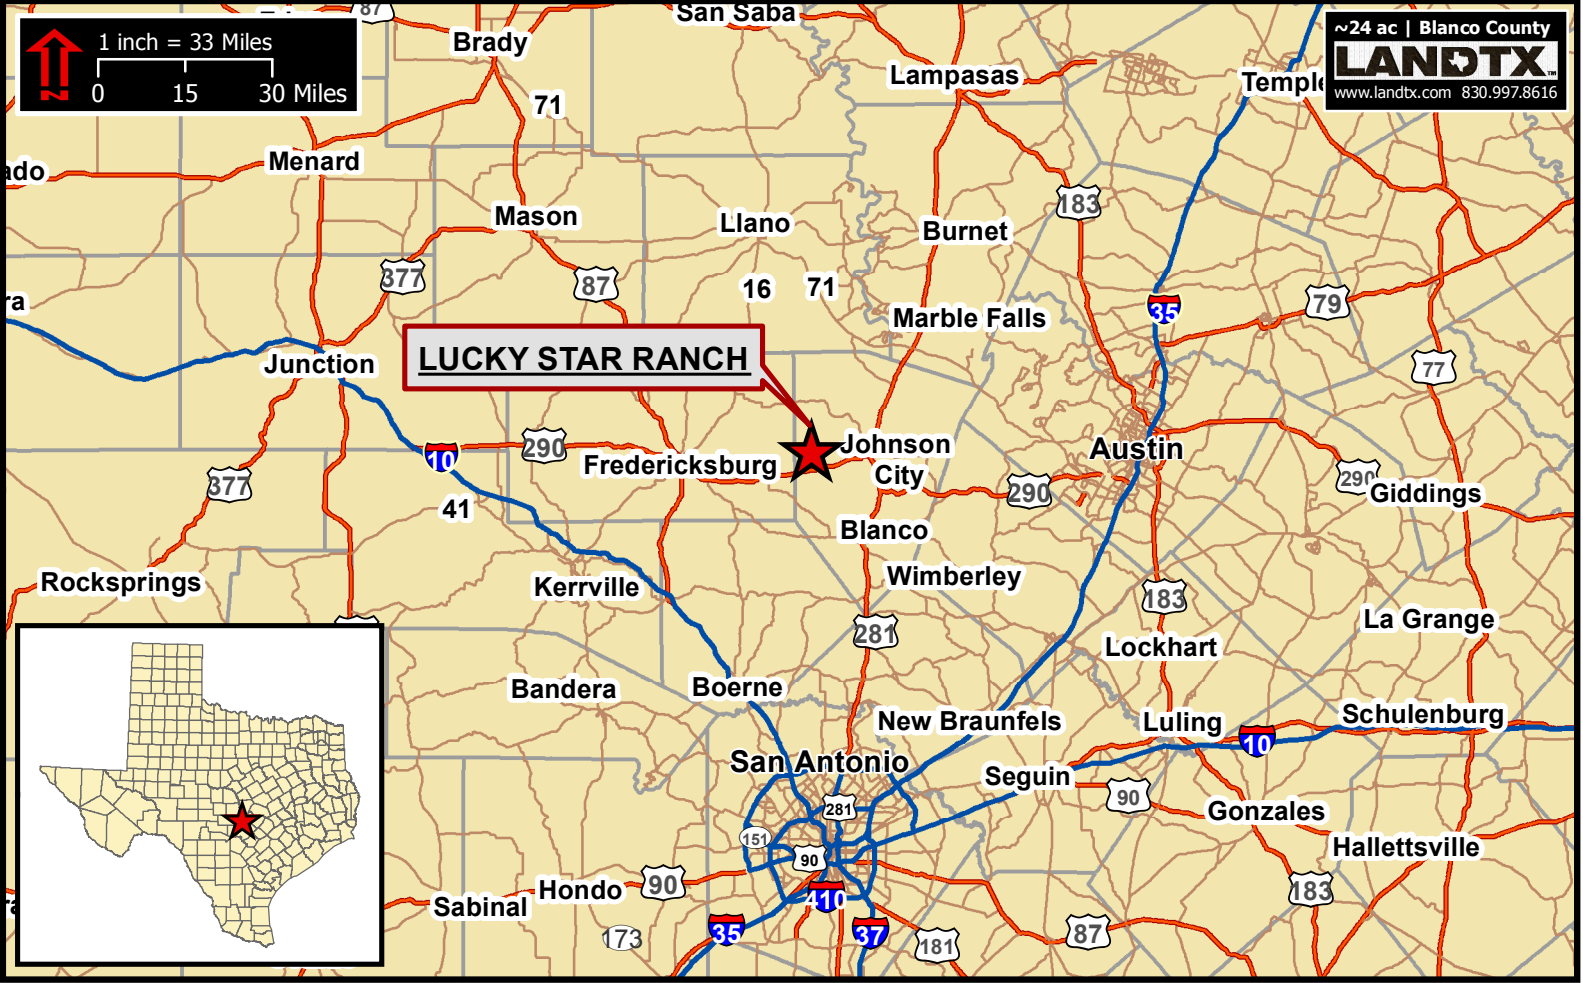 87
San Saba
Brady
~24 ac | Blanco County
LANDTX
www.landtx.com 830.997.8616
1 inch = 33 Miles
0 15 30 Miles
N
Lampasas
Temple
71
Menard
ado
183
Mason
Llano
Burnet
377
87
16
71
35
79
ra
Marble Falls
Junction
LUCKY STAR RANCH
77
10
290
Fredericksburg
Johnson
City
Austin
377
290
290
Giddings
41
Blanco
Rocksprings
Kerrville
Wimberley
183
La Grange
281
Lockhart
Bandera
Boerne
New Braunfels
Luling
Schulenburg
10
San Antonio
Seguin
281
90
Gonzales
151
90
Hallettsville
Hondo
90
410
183
Sabinal
173
35
37
181
87